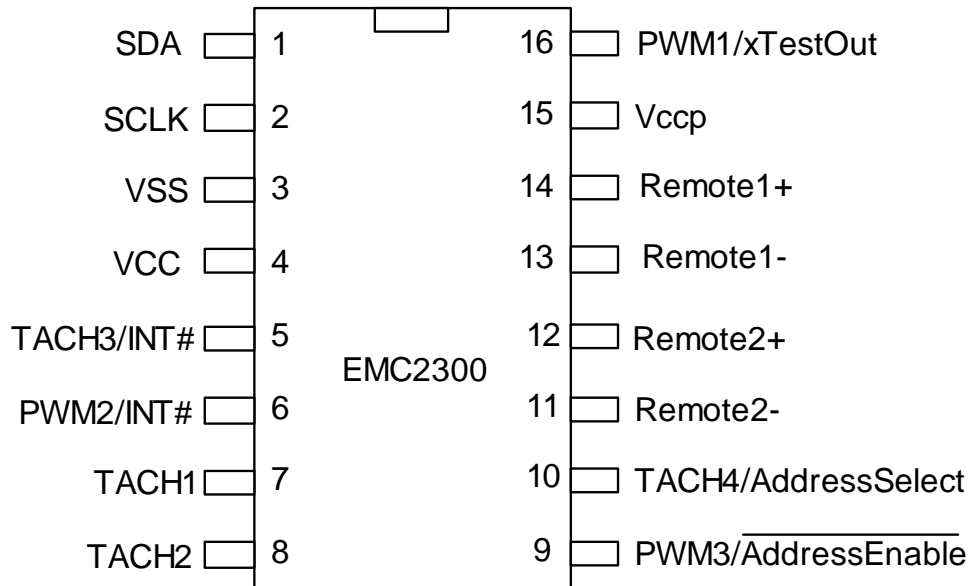 SDA 1 16 PWM1/xTestOut
SCLK 2 15 Vccp
VSS 3 14 Remote1+
VCC 4 13 Remote1-
TACH3/INT# 5 12 Remote2+
EMC2300
PWM2/INT# 6 11 Remote2-
TACH1 7 10 TACH4/AddressSelect
TACH2 8 9 PWM3/AddressEnable